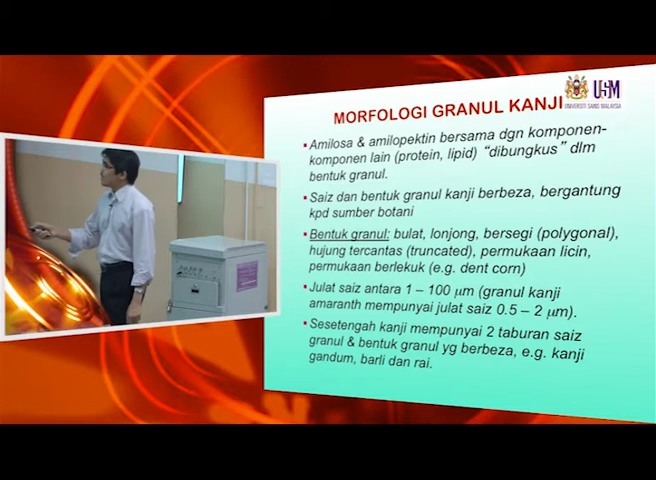 USM
UNIVERSITI SAINS MALAYSIA
MORFOLOGI GRANUL KANJI
Amilosa & amilopektin bersama dgn komponen-
komponen lain (protein, lipid) “dibungkus” dlm
bentuk granul.
Saiz dan bentuk granul kanji berbeza, bergantung
kpd sumber botani
Bentuk granul: bulat, lonjong, bersegi (polygonal),
hujung tercantas (truncated), permukaan licin,
permukaan berlekuk (e.g. dent corn)
Julat saiz antara 1 – 100 µm (granul kanji
amaranth mempunyai julat saiz 0.5 – 2 µm).
Sesetengah kanji mempunyai 2 taburan saiz
granul & bentuk granul yg berbeza, e.g. kanji
gandum, barli dan rai.